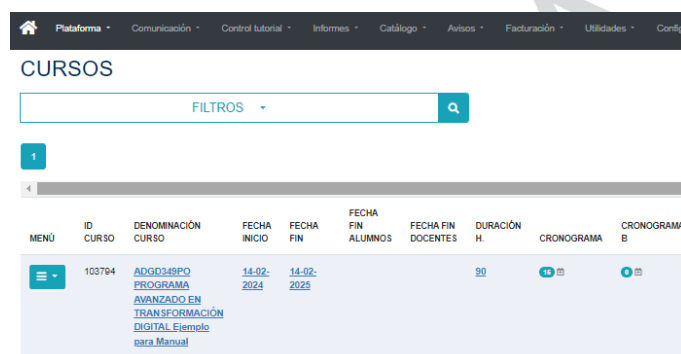 Plataforma Comunicación Control tutorial Informes Catálogo Avisos Facturación Utilidades
CURSOS
FILTROS
1
MENÚ ID CURSO DENOMINACIÓN CURSO FECHA INICIO FECHA FIN FECHA FIN ALUMNOS FECHA FIN DOCENTES DURACIÓN H. CRONOGRAMA CRONOGRAMA B
103794 ADGD349PO 14-02- 14-02- 90 16 0
PROGRAMA 2024 2025
AVANZADO EN
TRANSFORMACIÓN
DIGITAL Ejemplo
para Manual